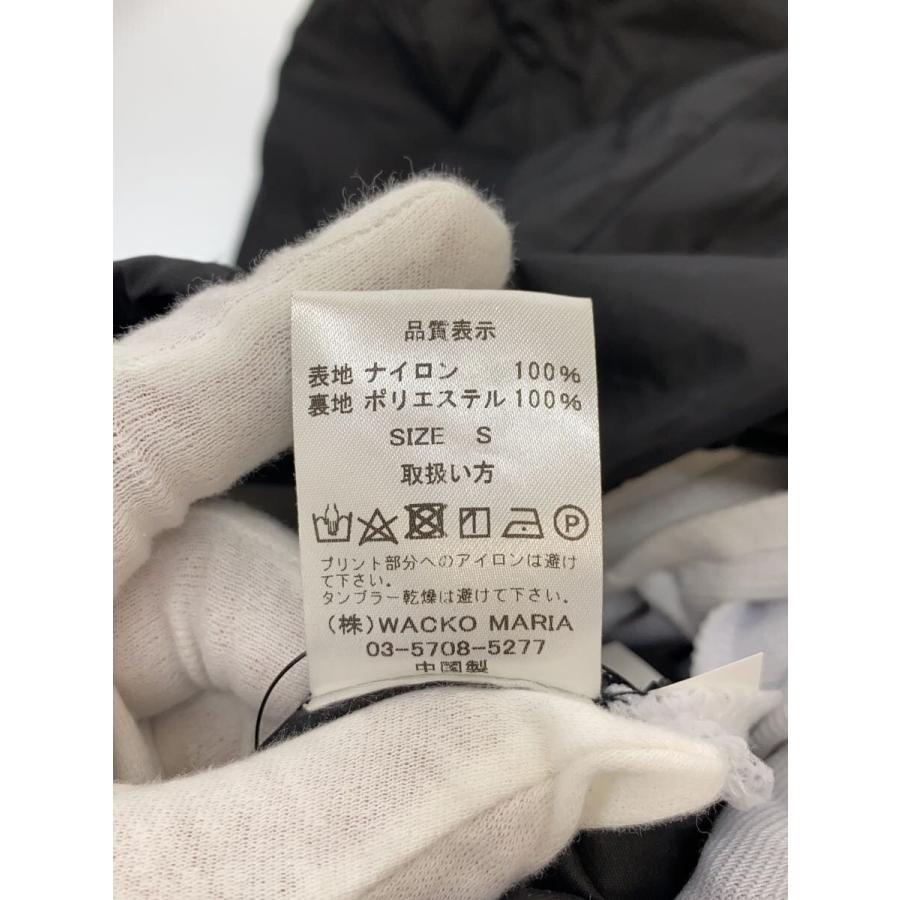 品質表示
表地 ナイロン 100%
裏地 ポリエステル 100%
SIZE S
取扱い方
P
プリント部分へのアイロンは避け
て下さい。
タンブラー乾燥は避けて下さい。
(株)WACKO MARIA
03-5708-5277
中国製